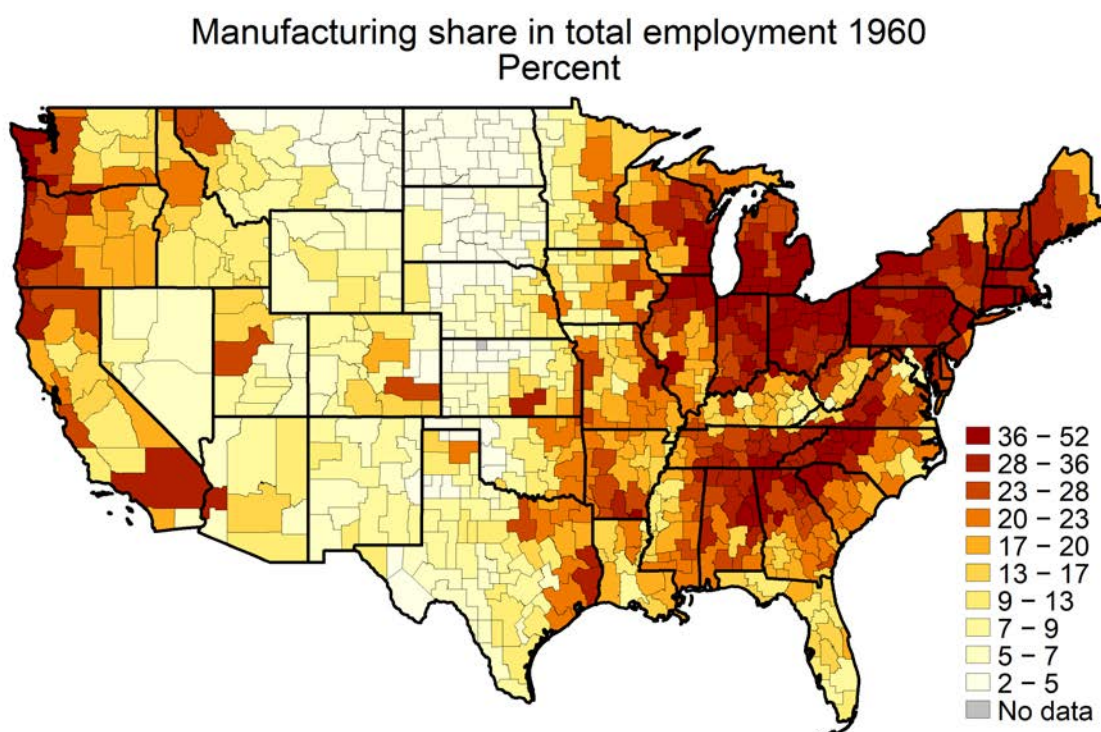 Manufacturing share in total employment 1960
Percent
36 – 52
28 – 36
23 – 28
20 – 23
17 – 20
13 – 17
9 – 13
7 – 9
5 – 7
2 – 5
No data